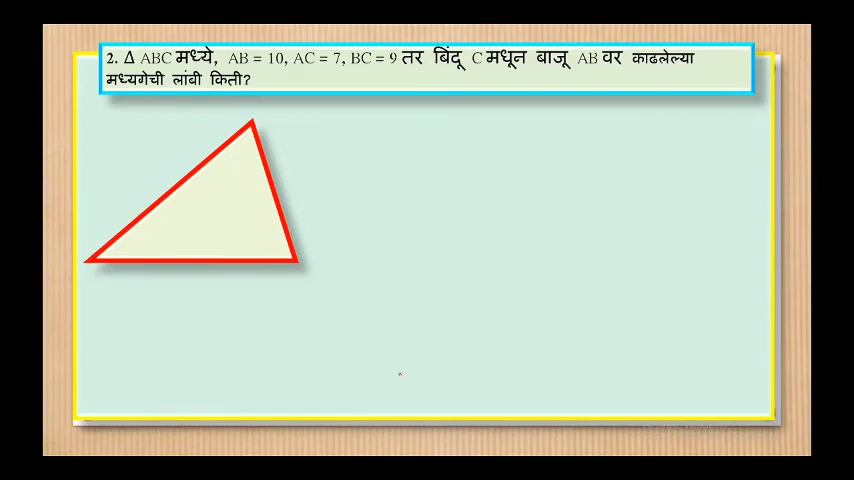 2. Δ ABC मध्ये, AB = 10, AC = 7, BC = 9 तर बिंदू C मधून बाजू AB वर काढलेल्या
मध्यगेची लांबी किती?